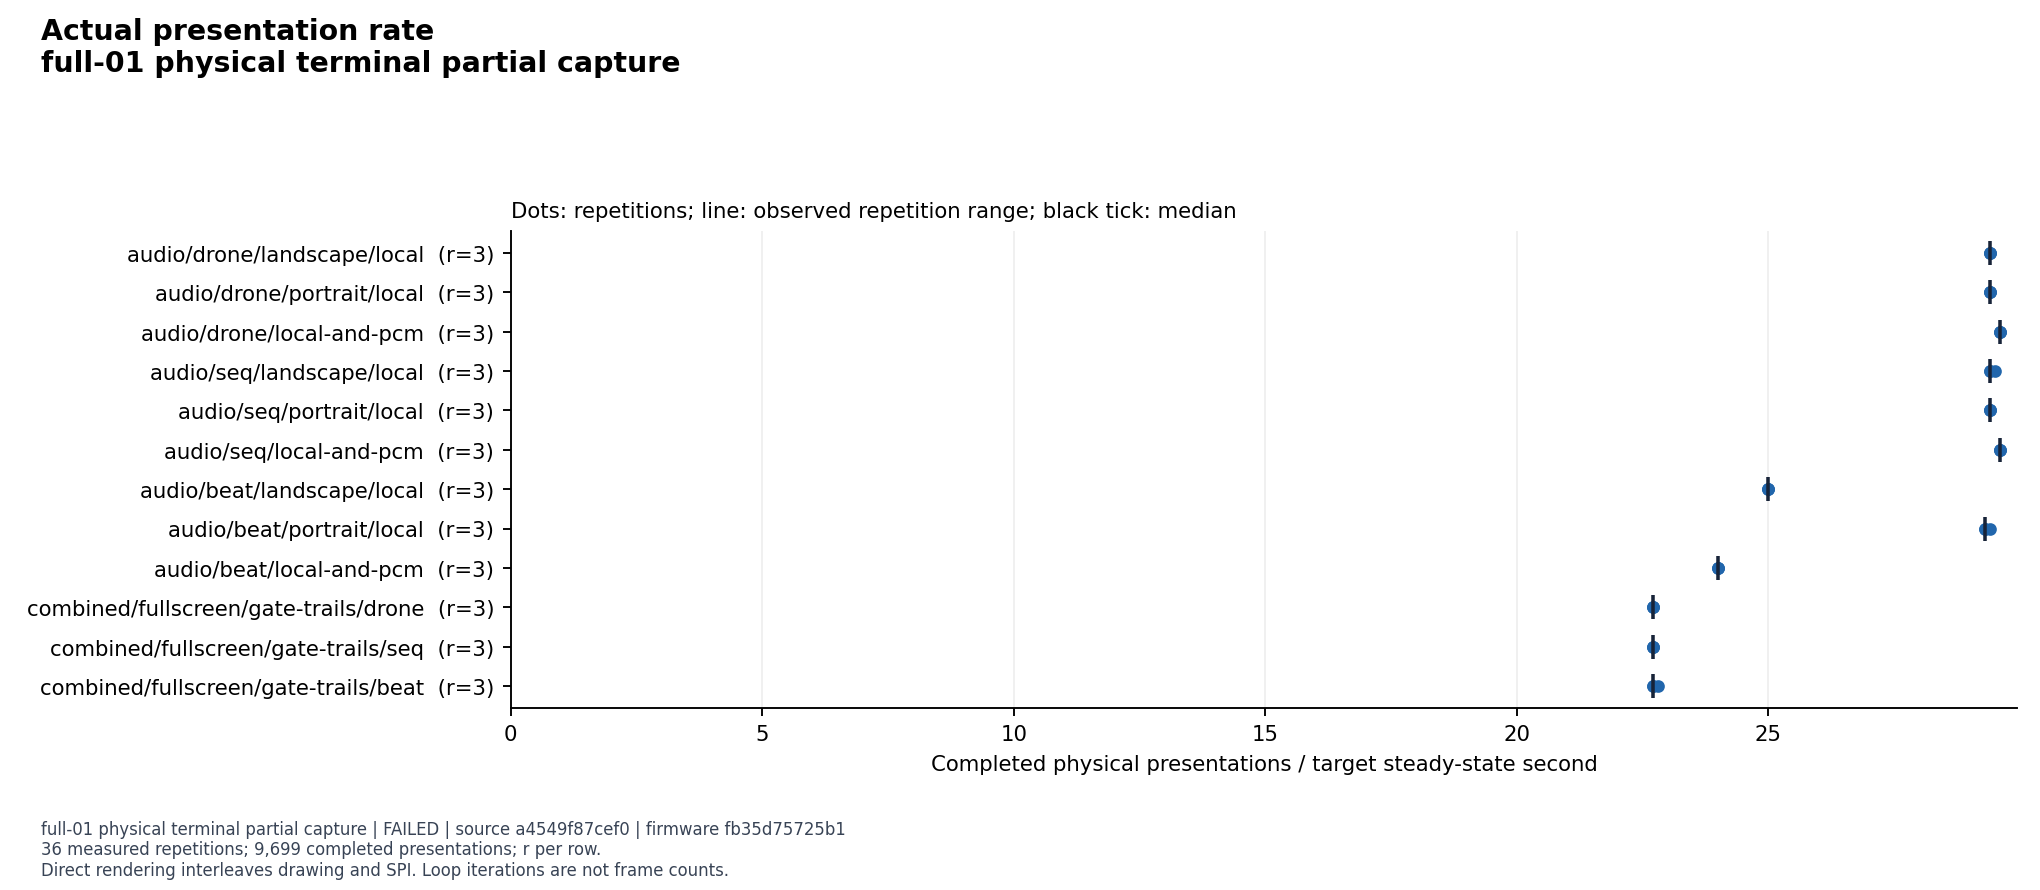 Actual presentation rate
full-01 physical terminal partial capture
Dots: repetitions; line: observed repetition range; black tick: median
audio/drone/landscape/local (r=3)
audio/drone/portrait/local (r=3)
audio/drone/local-and-pcm (r=3)
audio/seq/landscape/local (r=3)
audio/seq/portrait/local (r=3)
audio/seq/local-and-pcm (r=3)
audio/beat/landscape/local (r=3)
audio/beat/portrait/local (r=3)
audio/beat/local-and-pcm (r=3)
combined/fullscreen/gate-trails/drone (r=3)
combined/fullscreen/gate-trails/seq (r=3)
combined/fullscreen/gate-trails/beat (r=3)
0 5 10 15 20 25
Completed physical presentations / target steady-state second
full-01 physical terminal partial capture | FAILED | source a4549f87cef0 | firmware fb35d75725b1
36 measured repetitions; 9,699 completed presentations; r per row.
Direct rendering interleaves drawing and SPI. Loop iterations are not frame counts.